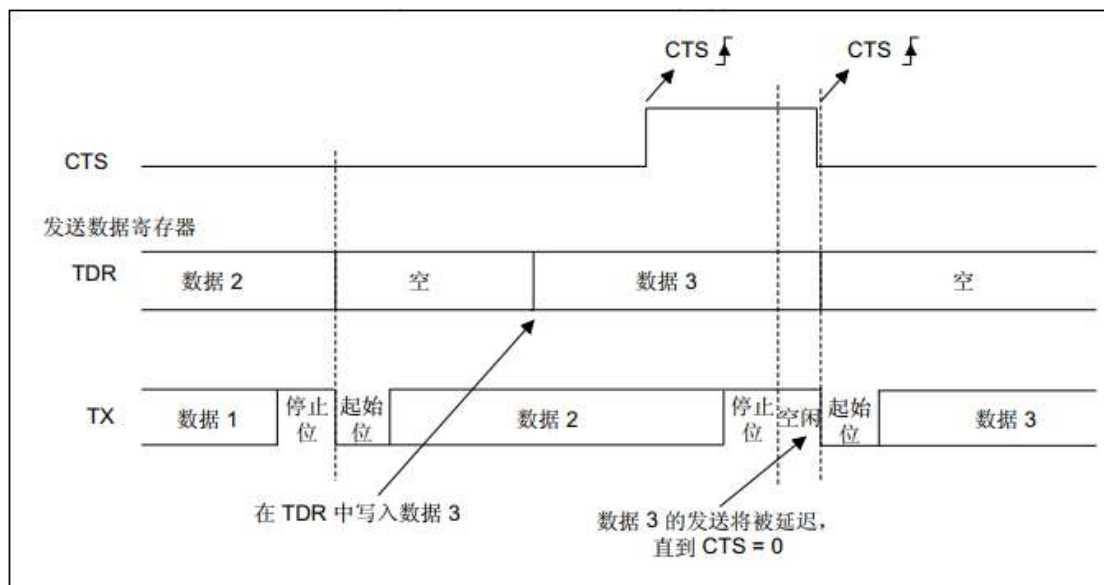 CTS
CTS
CTS
发送数据寄存器
TDR
数据 2
空
数据 3
空
TX
数据 1
停止
位
起始
位
数据 2
停止
位
空闲
起始
位
数据 3
在 TDR 中写入数据 3
数据 3 的发送将被延迟，
直到 CTS = 0